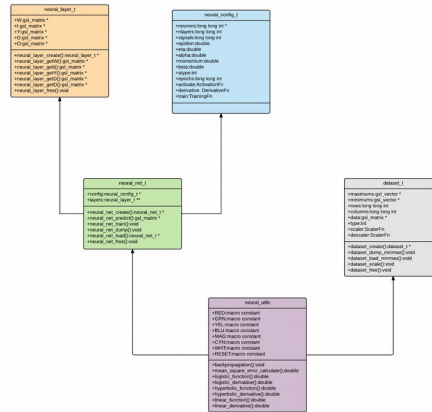 neural_layer_t
+W:gsl_matrix *
+I:gsl_matrix *
+Y:gsl_matrix *
+D:gsl_matrix *
+O:gsl_matrix *
+neural_layer_create():neural_layer_t *
+neural_layer_getW():gsl_matrix *
+neural_layer_getI():gsl_matrix *
+neural_layer_getY():gsl_matrix *
+neural_layer_getD():gsl_matrix *
+neural_layer_getO():gsl_matrix *
+neural_layer_free():void
neural_config_t
+neurons:long long int *
+nlayers:long long int
+signals:long long int
+epsilon:double
+eta:double
+alpha:double
+momentum:double
+beta:double
+atype:int
+epochs:long long int
+activate:ActivationFn
+derivative: DerivativeFn
+train:TrainingFn
neural_net_t
+config:neural_config_t *
+layers:neural_layer_t **
+neural_net_create():neural_net_t *
+neural_net_predict():gsl_matrix *
+neural_net_train():void
+neural_net_dump():void
+neural_net_load():neural_net_t *
+neural_net_free():void
dataset_t
+maximums:gsl_vector *
+minimums:gsl_vector *
+rows:long long int
+columns:long long int
+data:gsl_matrix *
+type:int
+scaler:ScalerFn
+descaler:ScalerFn
+dataset_create():dataset_t *
+dataset_dump_minmax():void
+dataset_load_minmax():void
+dataset_scale():void
+dataset_free():void
neural_utils
+RED:macro constant
+ORN:macro constant
+YEL:macro constant
+BLU:macro constant
+MAG:macro constant
+CYN:macro constant
+WHT:macro constant
+RESET:macro constant
+backpropagation():void
+mean_square_error_calculate():double
+logistic_function():double
+logistic_derivative():double
+hyperbolic_function():double
+hyperbolic_derivative():double
+linear_function():double
+linear_derivative():double